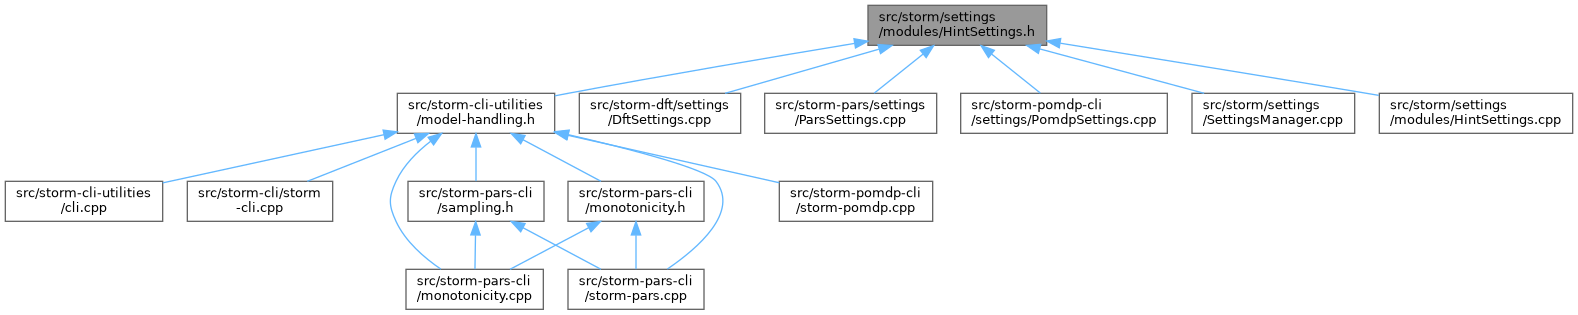 src/storm/settings
/modules/HintSettings.h
src/storm-cli-utilities
/model-handling.h
src/storm-dft/settings
/DftSettings.cpp
src/storm-pars/settings
/ParsSettings.cpp
src/storm-pomdp-cli
/settings/PomdpSettings.cpp
src/storm/settings
/SettingsManager.cpp
src/storm/settings
/modules/HintSettings.cpp
src/storm-cli-utilities
/cli.cpp
src/storm-cli/storm
-cli.cpp
src/storm-pars-cli
/sampling.h
src/storm-pars-cli
/monotonicity.h
src/storm-pomdp-cli
/storm-pomdp.cpp
src/storm-pars-cli
/monotonicity.cpp
src/storm-pars-cli
/storm-pars.cpp